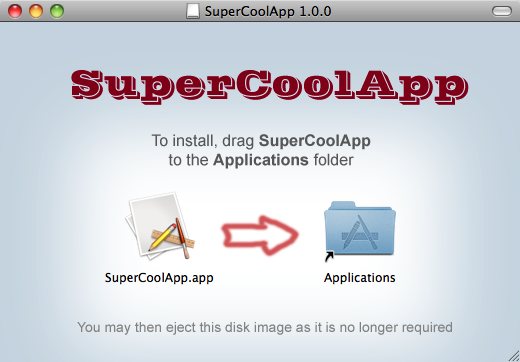 SuperCoolApp 1.0.0
SuperCoolApp
To install, drag SuperCoolApp
to the Applications folder
SuperCoolApp.app
Applications
You may then eject this disk image as it is no longer required